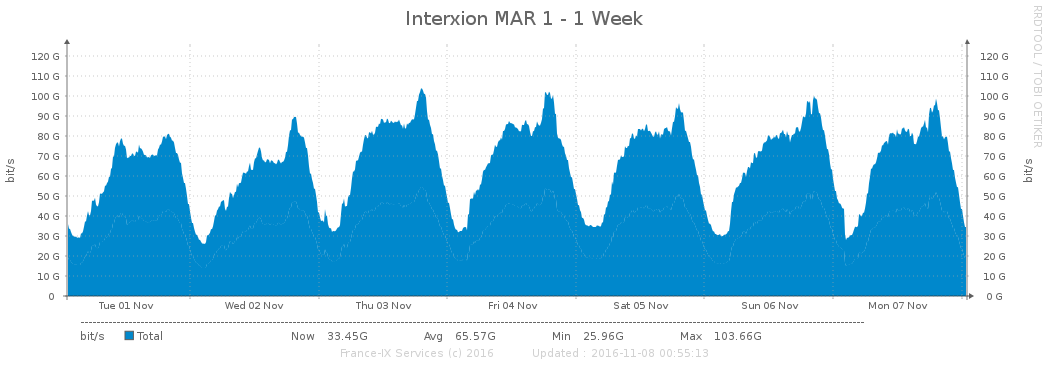 Interxion MAR 1 - 1 Week
RRDTOOL / TOBI OETIKER
bit/s
120 G 120 G
110 G 110 G
100 G 100 G
90 G 90 G
80 G 80 G
70 G 70 G
60 G 60 G
50 G 50 G
40 G 40 G
30 G 30 G
20 G 20 G
10 G 10 G
0 0 G
bit/s
Tue 01 Nov Wed 02 Nov Thu 03 Nov Fri 04 Nov Sat 05 Nov Sun 06 Nov Mon 07 Nov
bit/s Total Now 33.45G Avg 65.57G Min 25.96G Max 103.66G
France-IX Services (c) 2016 Updated : 2016-11-08 00:55:13